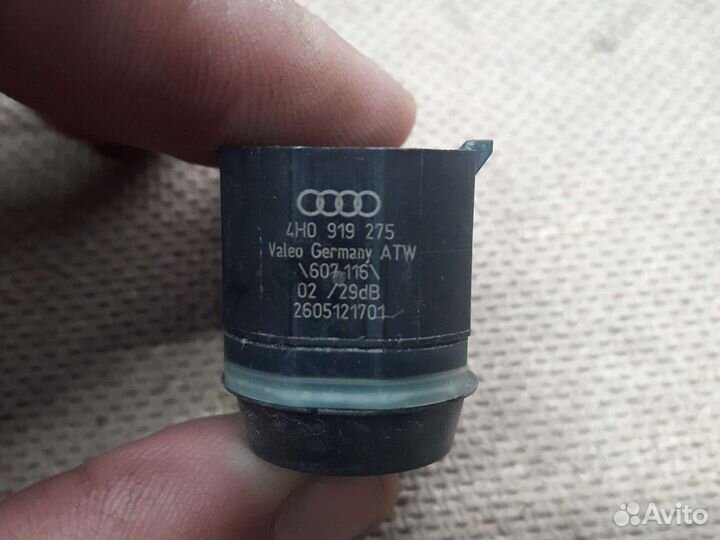 4H0 919 275
Valeo Germany ATW
\607 116\
02 /29dB
2605121701
Avito